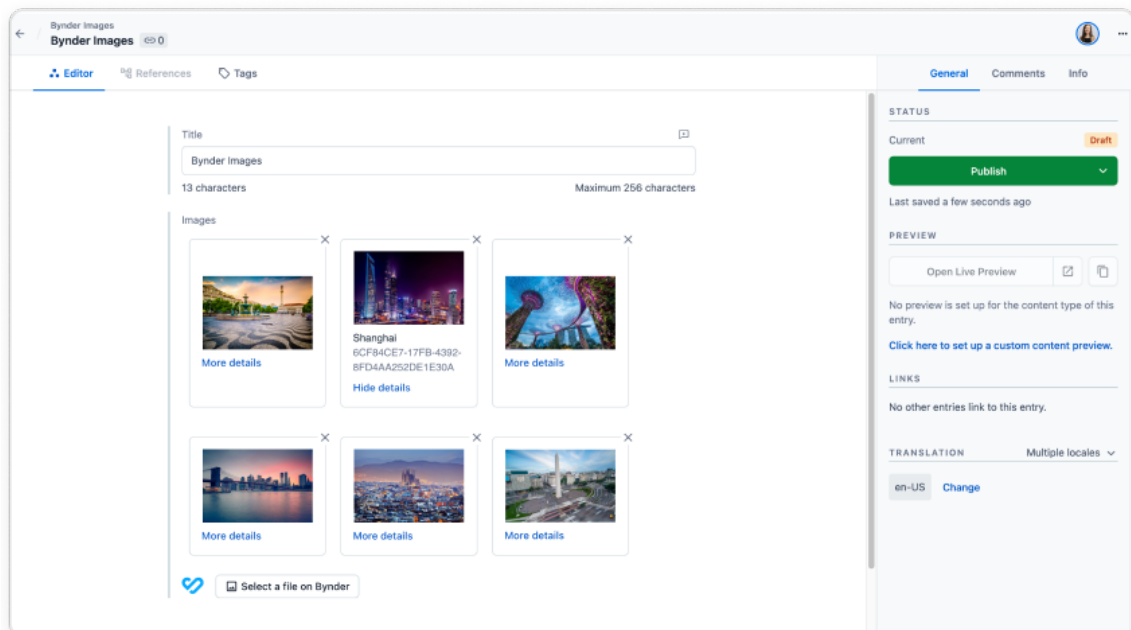 Bynder Images
Bynder Images 0
Editor References Tags
General Comments Info
Title
Bynder Images
13 characters Maximum 256 characters
Images
More details
Shanghai
6CF84CE7-17FB-4392-
8FD4AA252DE1E30A
Hide details
More details
More details
More details
More details
Select a file on Bynder
STATUS
Current Draft
Publish
Last saved a few seconds ago
PREVIEW
Open Live Preview
No preview is set up for the content type of this
entry.
Click here to set up a custom content preview.
LINKS
No other entries link to this entry.
TRANSLATION Multiple locales
en-US Change